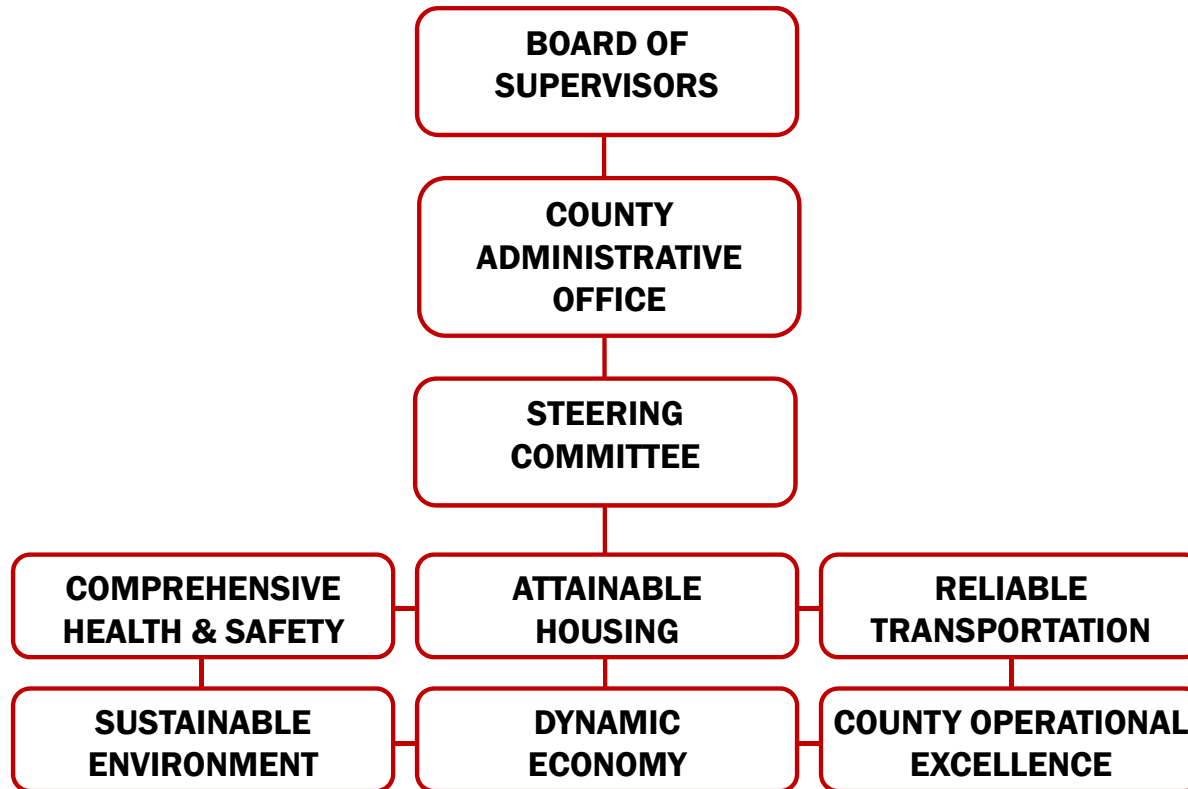 BOARD OF
SUPERVISORS
COUNTY
ADMINISTRATIVE
OFFICE
STEERING
COMMITTEE
COMPREHENSIVE
HEALTH & SAFETY
ATTAINABLE
HOUSING
RELIABLE
TRANSPORTATION
SUSTAINABLE
ENVIRONMENT
DYNAMIC
ECONOMY
COUNTY OPERATIONAL
EXCELLENCE